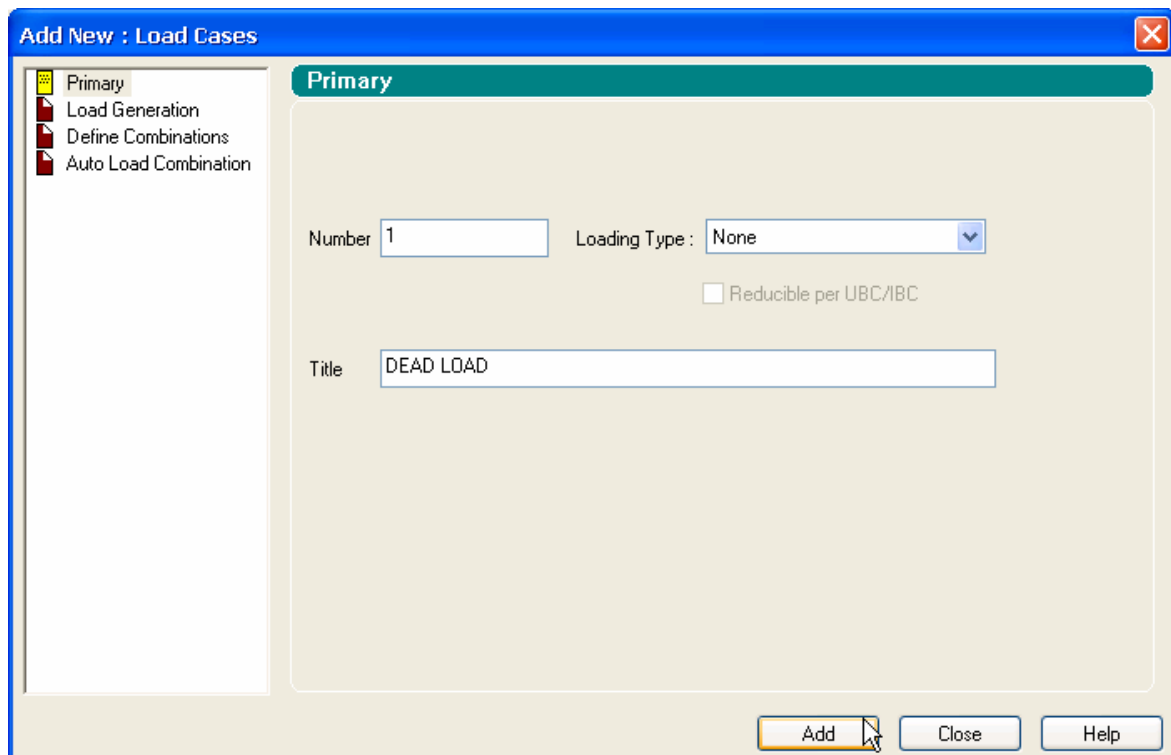 Add New : Load Cases
Primary
Load Generation
Define Combinations
Auto Load Combination
Primary
Number 1 Loading Type : None
Reducible per UBC/IBC
Title DEAD LOAD
Add Close Help